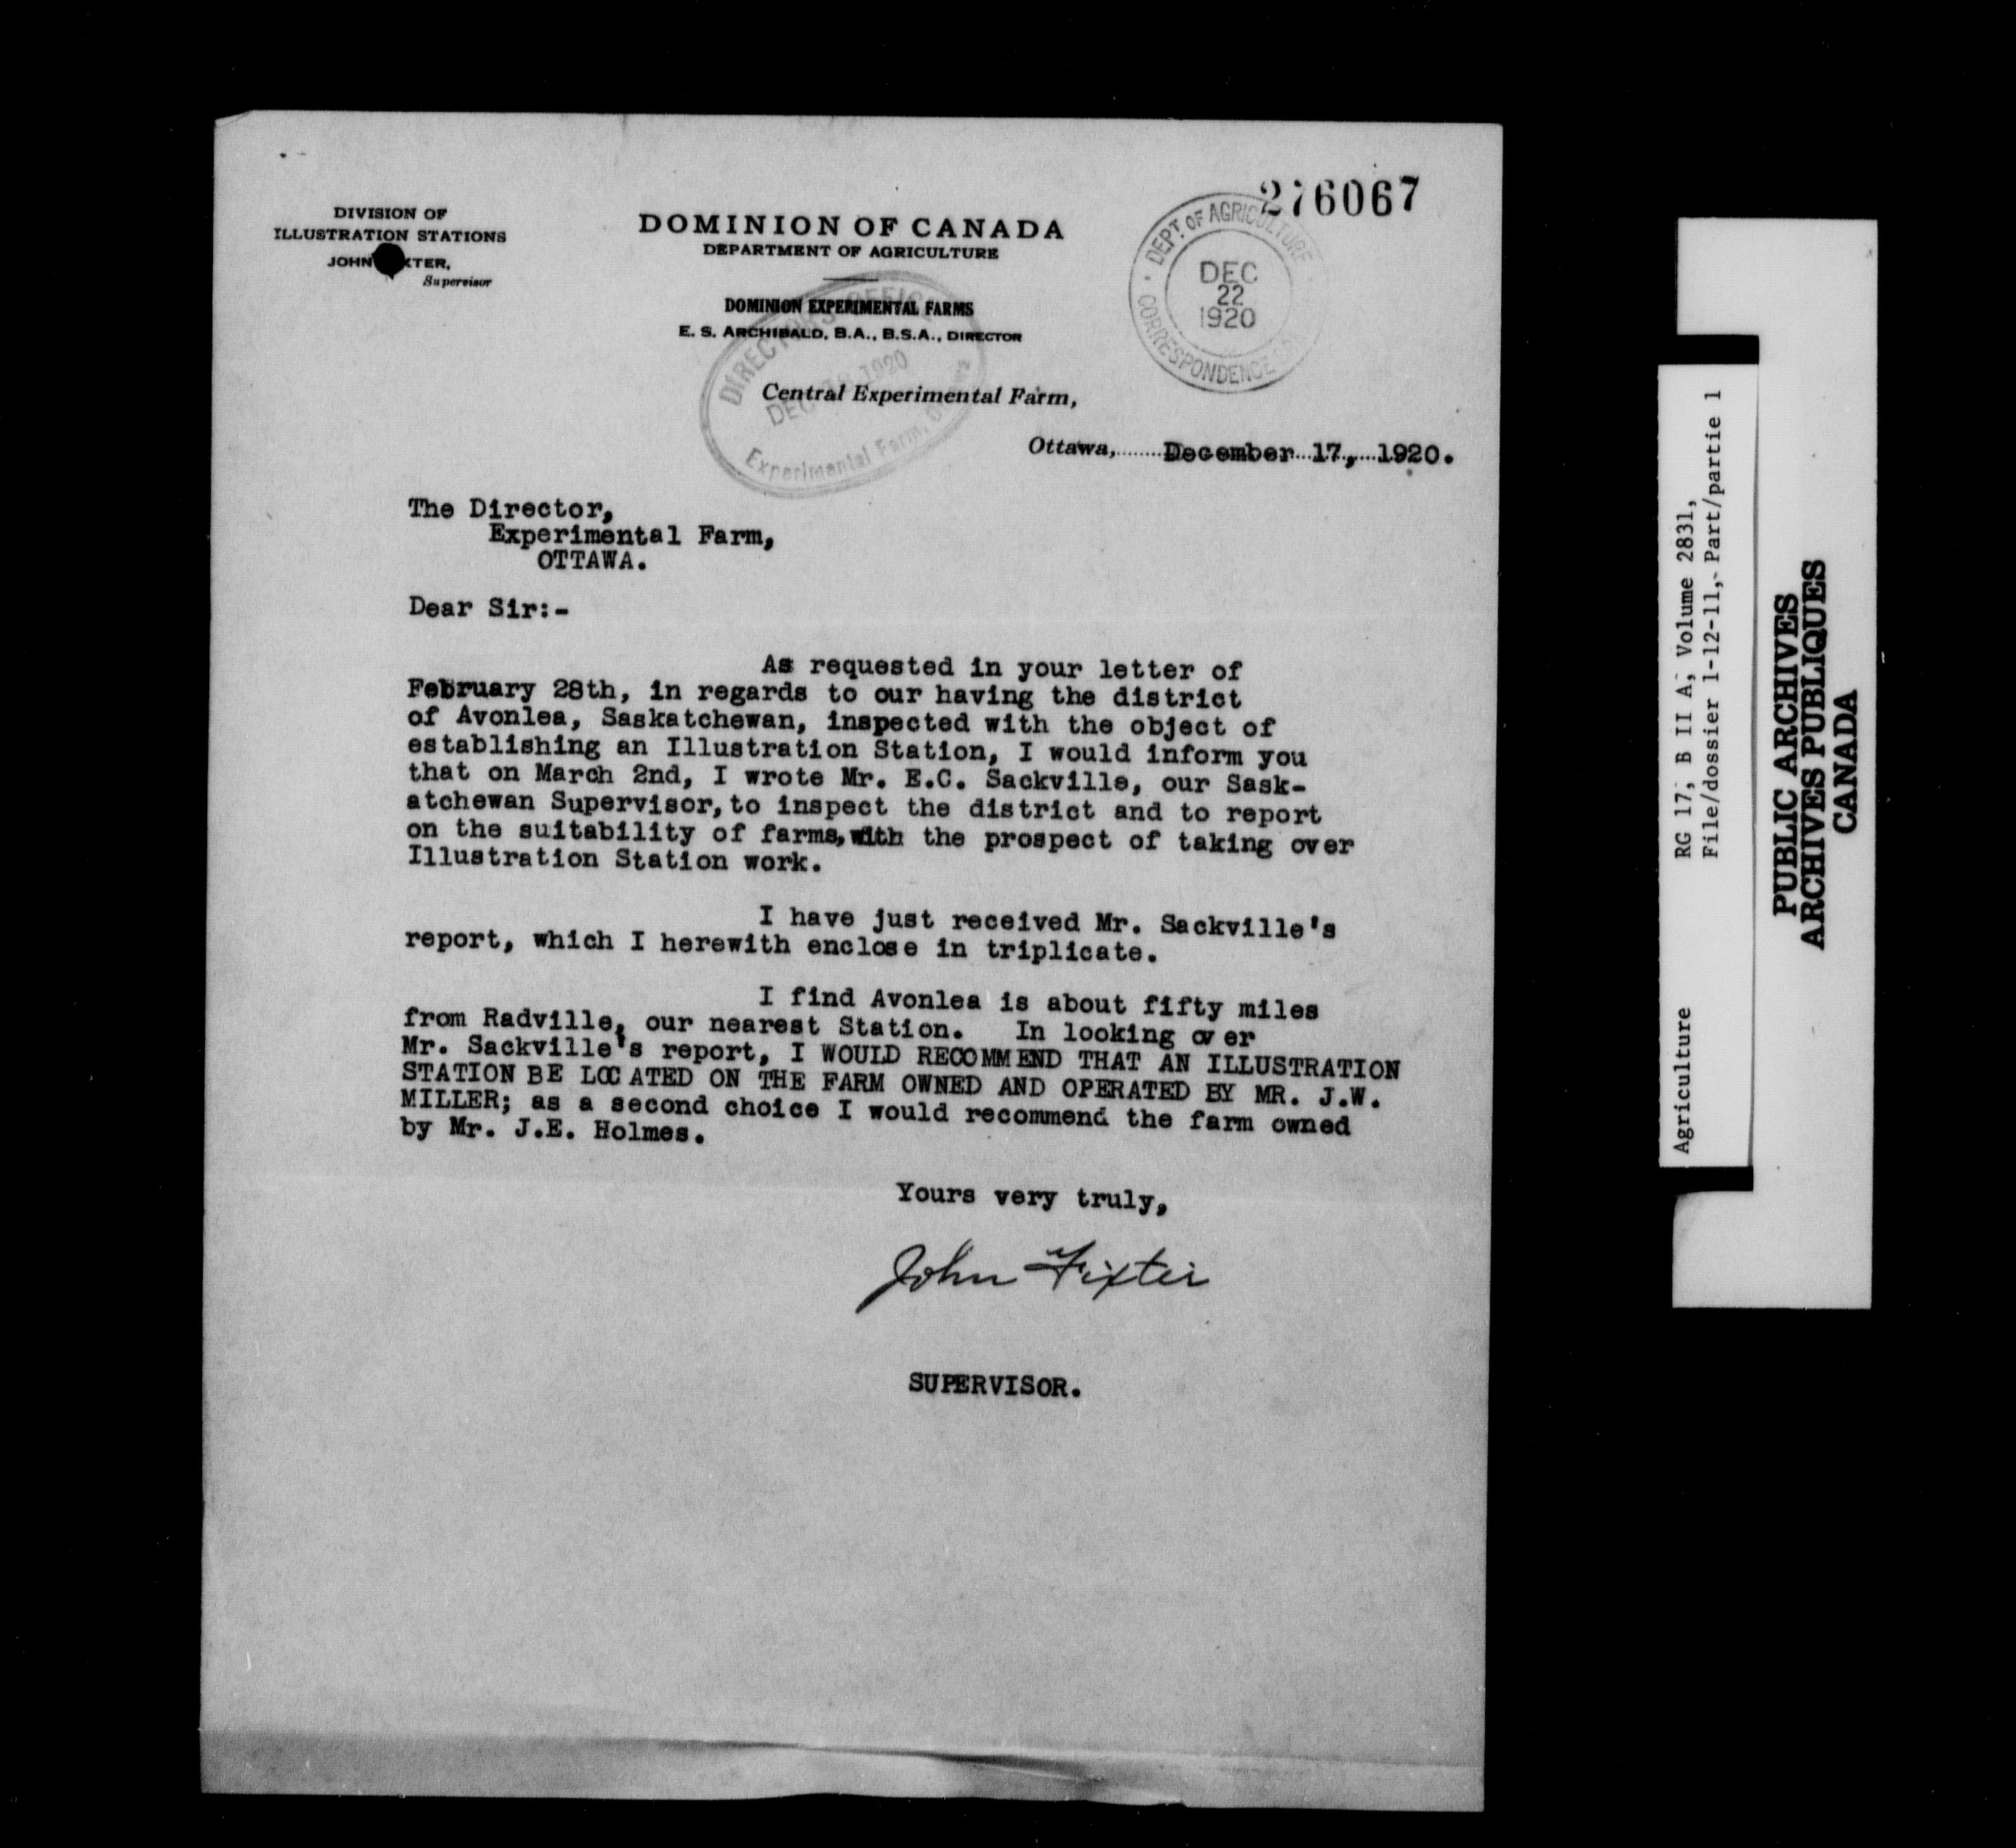 276067
DIVISION OF
ILLUSTRATION STATIONS
JOHN XTER,
Supervisor
DOMINION OF CANADA
DEPARTMENT OF AGRICULTURE
DOMINION EXPERIMENTAL FARMS
E. S. ARCHIBALD, B.A., B.S.A., DIRECTOR
DEPT. OF AGRICULTURE
DEC
22
1920
CORRESPONDENCE
DIRECTOR'S OFFICE
DEC 1920
Experimental Farm,
Central Experimental Farm,
Ottawa, December 17, 1920.
The Director,
Experimental Farm,
OTTAWA.
Dear Sir:-
As requested in your letter of
February 28th, in regards to our having the district
of Avonlea, Saskatchewan, inspected with the object of
establishing an Illustration Station, I would inform you
that on March 2nd, I wrote Mr. E.C. Sackville, our Sask-
atchewan Supervisor, to inspect the district and to report
on the suitability of farms, with the prospect of taking over
Illustration Station work.
I have just received Mr. Sackville's
report, which I herewith enclose in triplicate.
I find Avonlea is about fifty miles
from Radville, our nearest Station. In looking over
Mr. Sackville's report, I WOULD RECOMMEND THAT AN ILLUSTRATION
STATION BE LOCATED ON THE FARM OWNED AND OPERATED BY MR. J.W.
MILLER; as a second choice I would recommend the farm owned
by Mr. J.E. Holmes.
Yours very truly,
John Fixter
SUPERVISOR.
Agriculture RG 17, B II A, Volume 2831,
File/dossier 1-12-11, Part/partie 1
PUBLIC ARCHIVES
ARCHIVES PUBLIQUES
CANADA